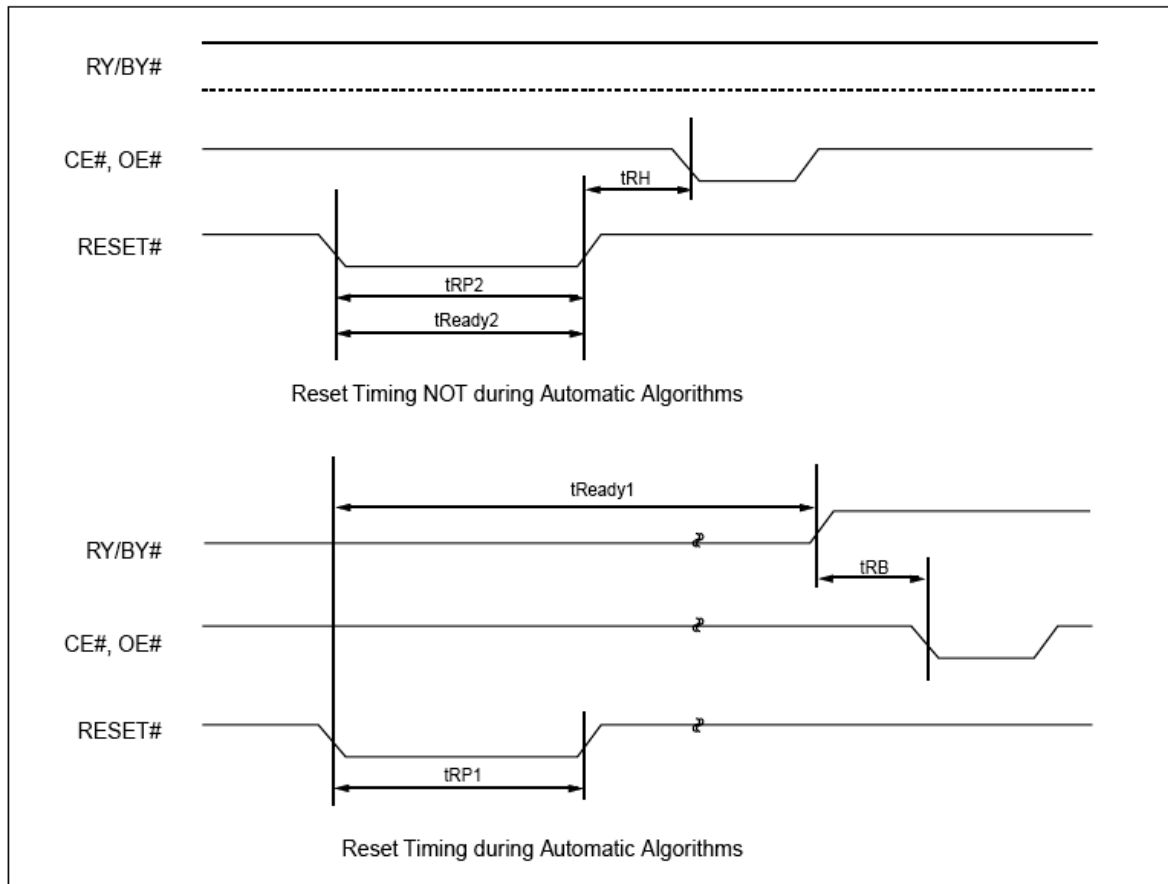 RY/BY#
CE#, OE#
tRH
RESET#
tRP2
tReady2
Reset Timing NOT during Automatic Algorithms
tReady1
RY/BY#
tRB
CE#, OE#
RESET#
tRP1
Reset Timing during Automatic Algorithms